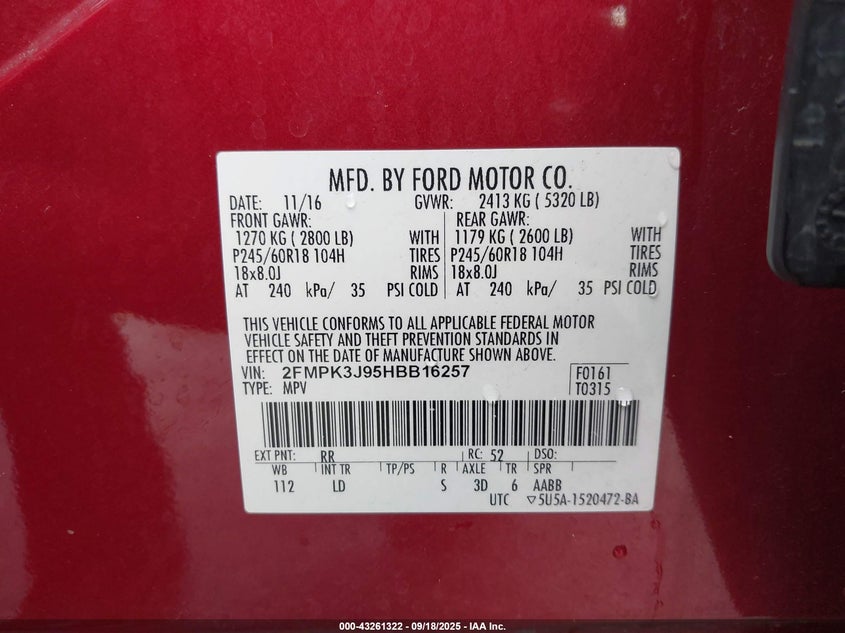 MFD. BY FORD MOTOR CO.
DATE: 11/16 GVWR: 2413 KG ( 5320 LB)
FRONT GAWR: REAR GAWR:
1270 KG ( 2800 LB) WITH 1179 KG ( 2600 LB) WITH
P245/60R18 104H TIRES P245/60R18 104H TIRES
18x8.0J RIMS 18x8.0J RIMS
AT 240 kPa/ 35 PSI COLD AT 240 kPa/ 35 PSI COLD
THIS VEHICLE CONFORMS TO ALL APPLICABLE FEDERAL MOTOR
VEHICLE SAFETY AND THEFT PREVENTION STANDARDS IN
EFFECT ON THE DATE OF MANUFACTURE SHOWN ABOVE.
VIN: 2FMPK3J95HBB16257 F0161
TYPE: MPV T0315
EXT PNT: RR RC: 52 DSO:
WB INT TR TP/PS R AXLE TR SPR
112 LD S 3D 6 AABB
UTC ▽5U5A-1520472-BA
000-43261322 | 09/18/2025 - IAA Inc.